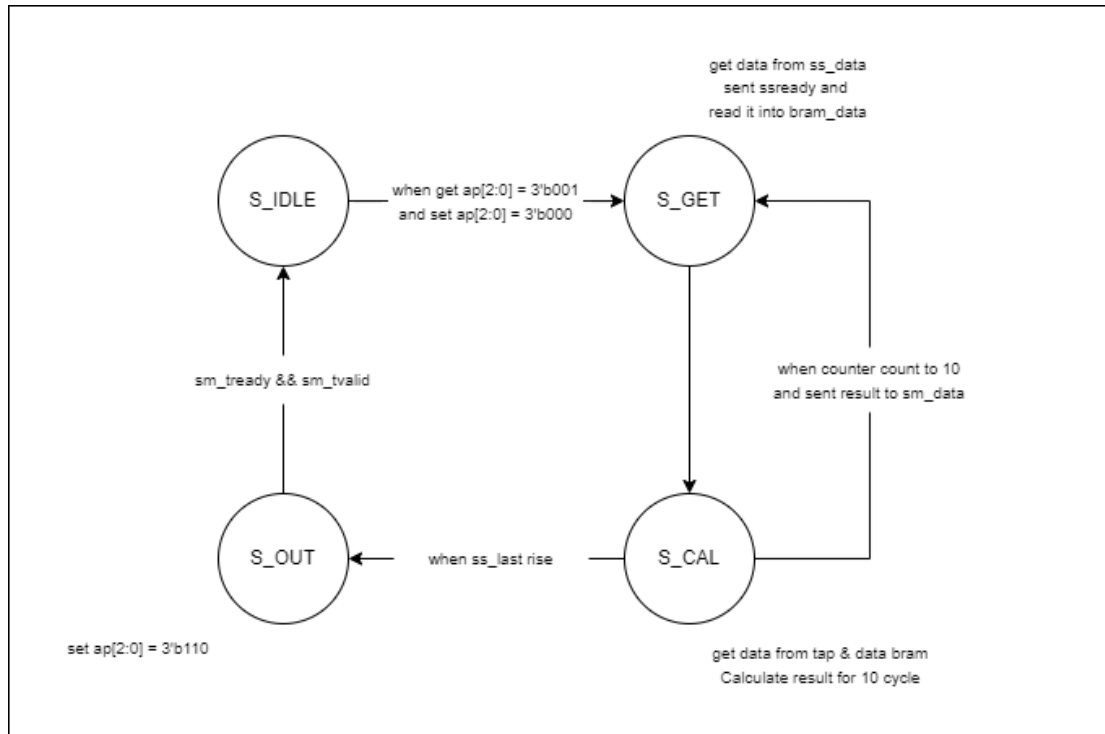 get data from ss_data
sent ssready and
read it into bram_data
S_IDLE
when get ap[2:0] = 3'b001
and set ap[2:0] = 3'b000
S_GET
sm_tready && sm_tvalid
when counter count to 10
and sent result to sm_data
S_OUT
when ss_last rise
S_CAL
set ap[2:0] = 3'b110
get data from tap & data bram
Calculate result for 10 cycle